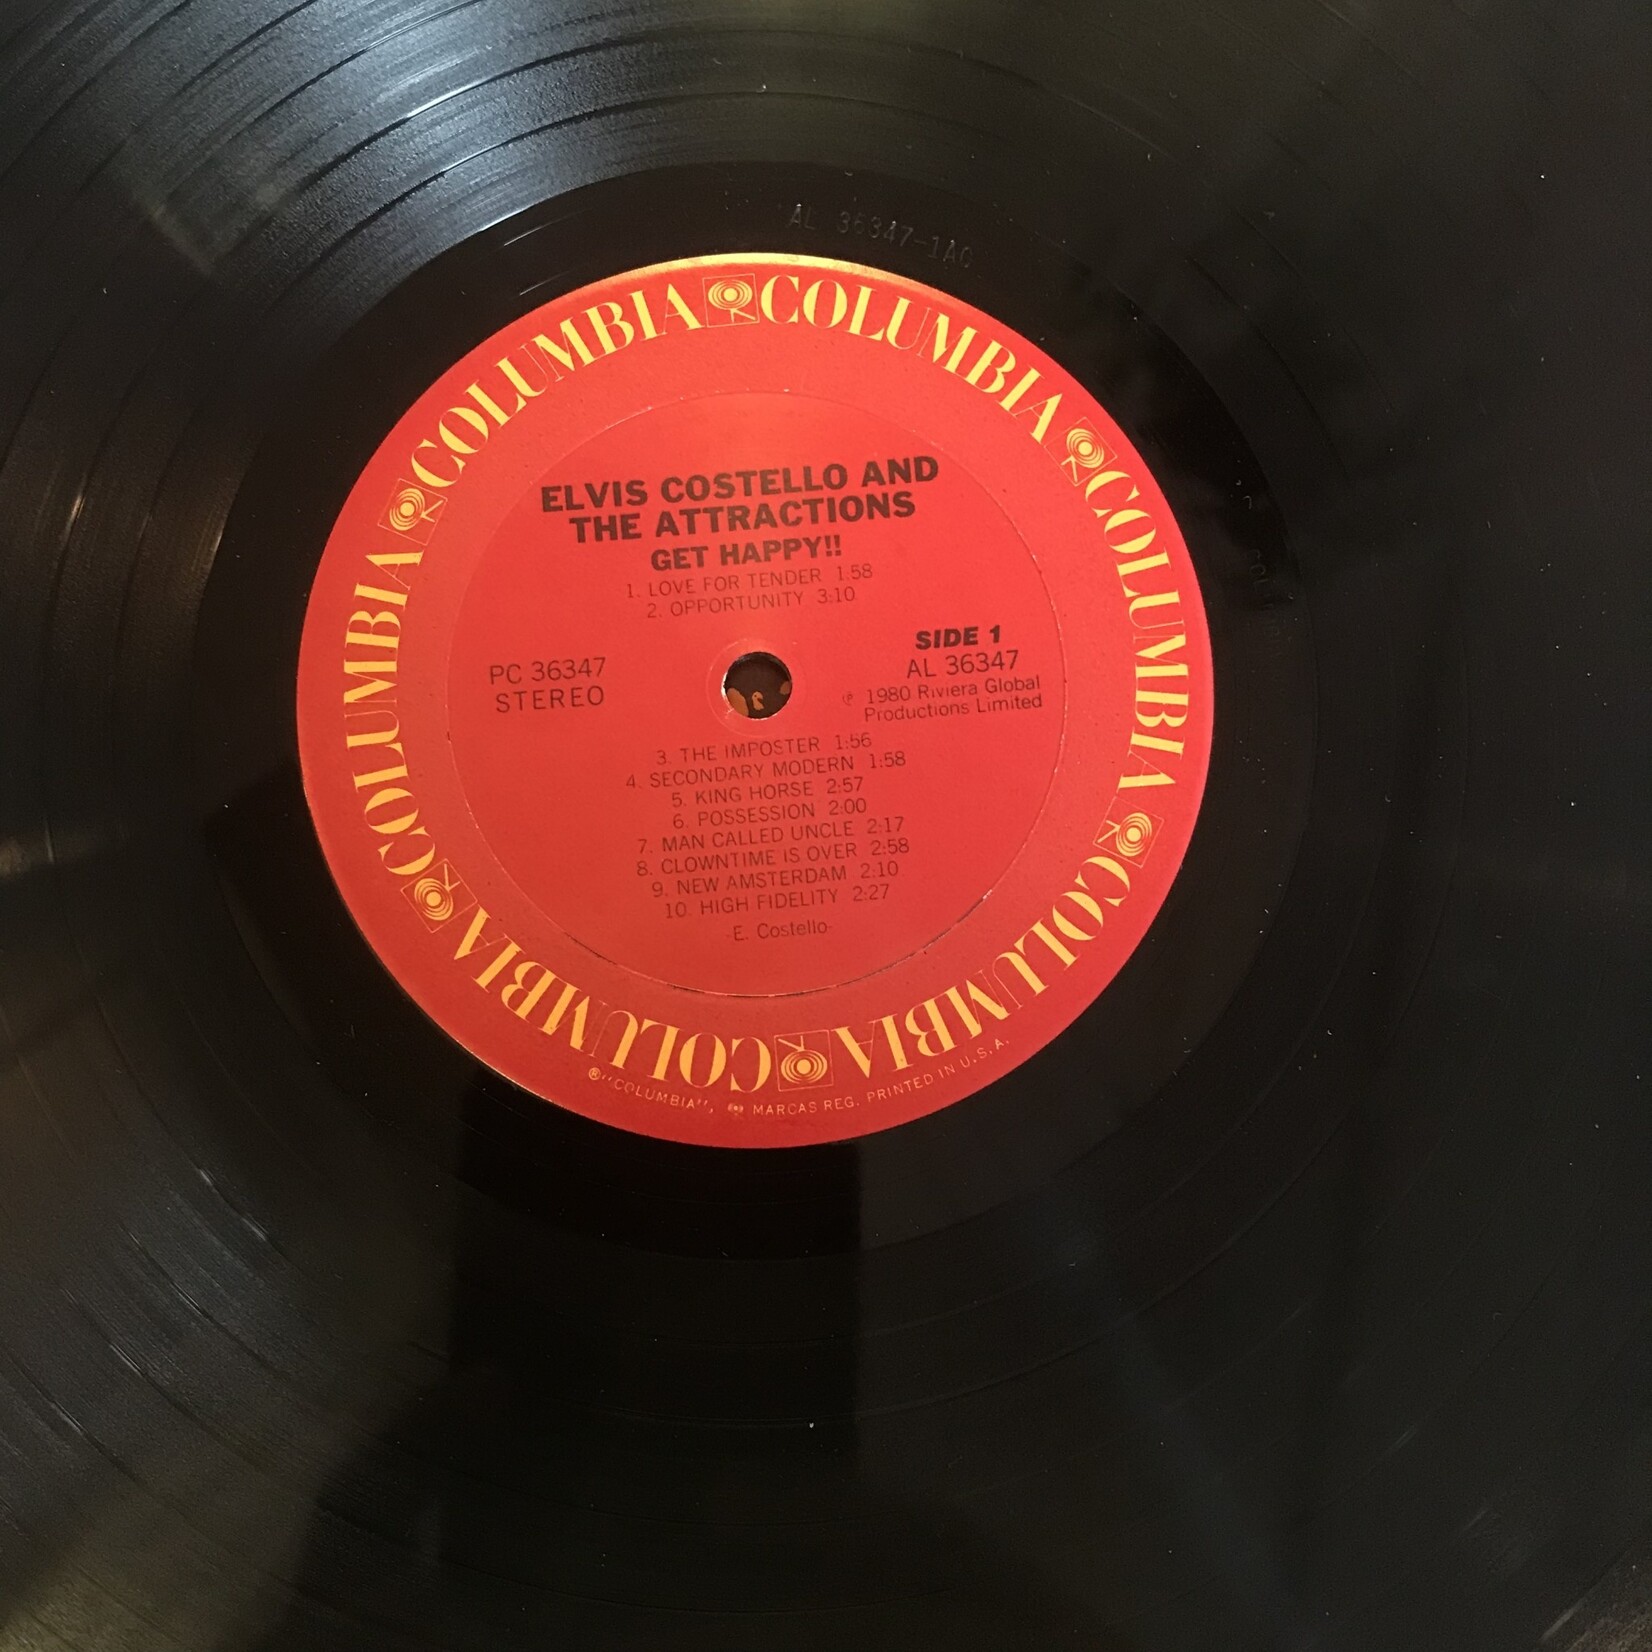 AL 36347-1AC
COLUMBIA COLUMBIA COLUMBIA COLUMBIA COLUMBIA COLUMBIA
ELVIS COSTELLO AND
THE ATTRACTIONS
GET HAPPY!!
1. LOVE FOR TENDER 1:58
2. OPPORTUNITY 3:10
PC 36347
STEREO
SIDE 1
AL 36347
℗ 1980 Riviera Global
Productions Limited
3. THE IMPOSTER 1:56
4. SECONDARY MODERN 1:58
5. KING HORSE 2:57
6. POSSESSION 2:00
7. MAN CALLED UNCLE 2:17
8. CLOWNTIME IS OVER 2:58
9. NEW AMSTERDAM 2:10
10. HIGH FIDELITY 2:27
-E. Costello-
®"COLUMBIA", MARCAS REG. PRINTED IN U.S.A.